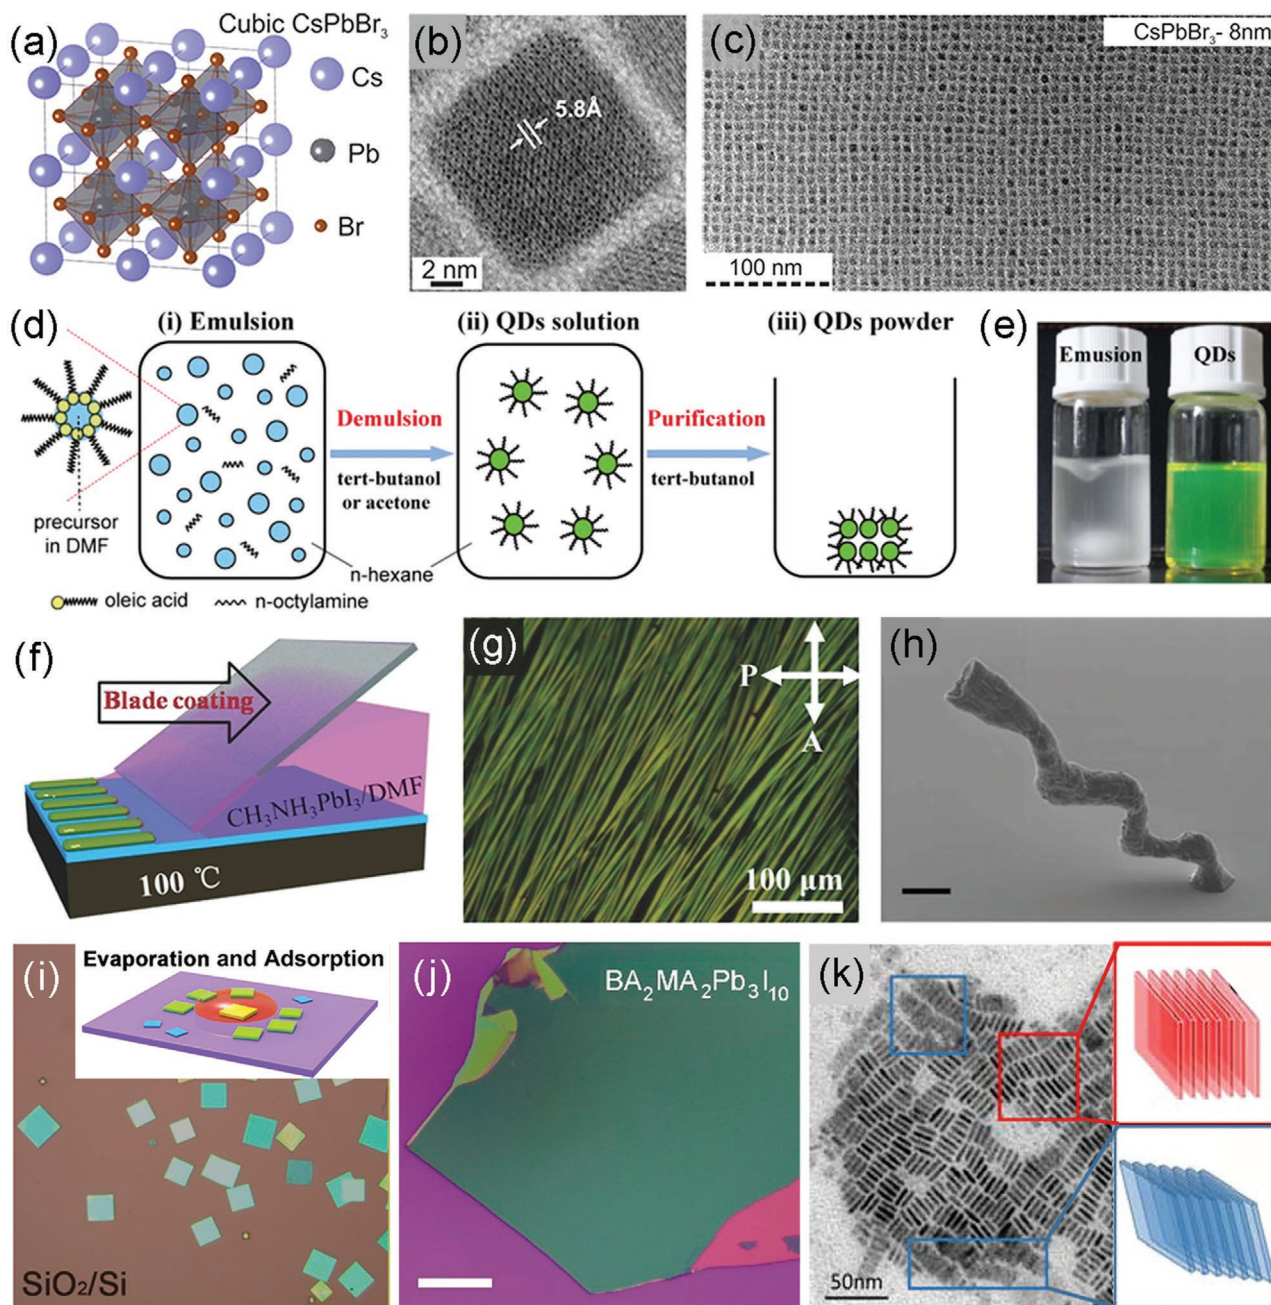 (a)
Cubic CsPbBr₃
Cs
Pb
Br
(b)
5.8Å
2 nm
(c)
CsPbBr₃- 8nm
100 nm
(d)
(i) Emulsion
(ii) QDs solution
(iii) QDs powder
Demulsion
tert-butanol
or acetone
Purification
tert-butanol
precursor
in DMF
n-hexane
oleic acid
n-octylamine
(e)
Emusion
QDs
(f)
Blade coating
CH₃NH₃PbI₃/DMF
100 ℃
(g)
P
A
100 µm
(h)
(i)
Evaporation and Adsorption
SiO₂/Si
(j)
BA₂MA₂Pb₃I₁₀
(k)
50nm